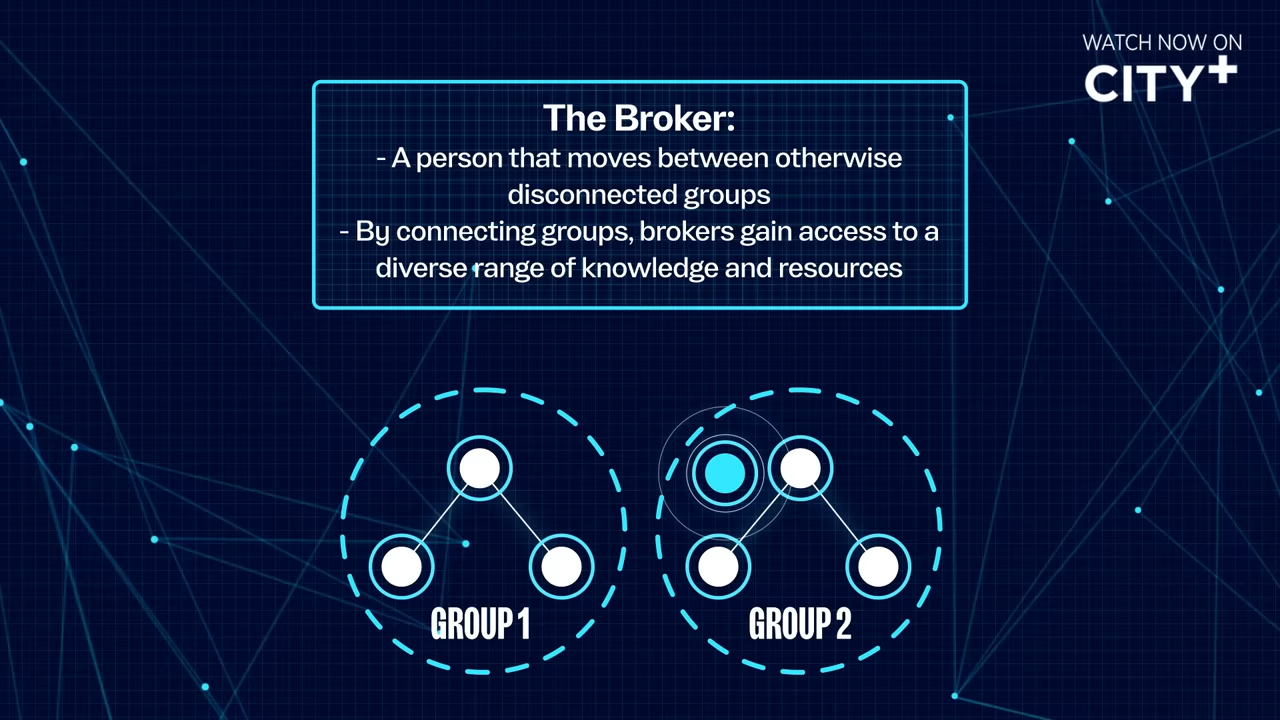 WATCH NOW ON
CITY+
The Broker:
- A person that moves between otherwise
disconnected groups
- By connecting groups, brokers gain access to a
diverse range of knowledge and resources
GROUP 1
GROUP 2